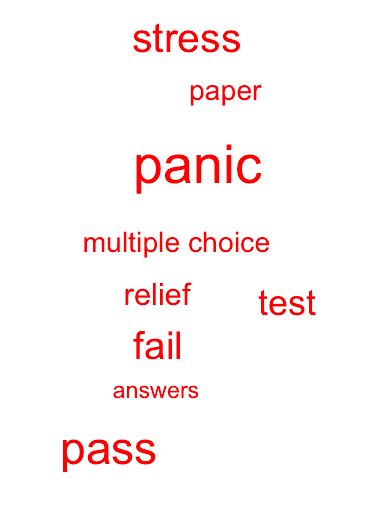 stress
paper
panic
multiple choice
relief
test
fail
answers
pass